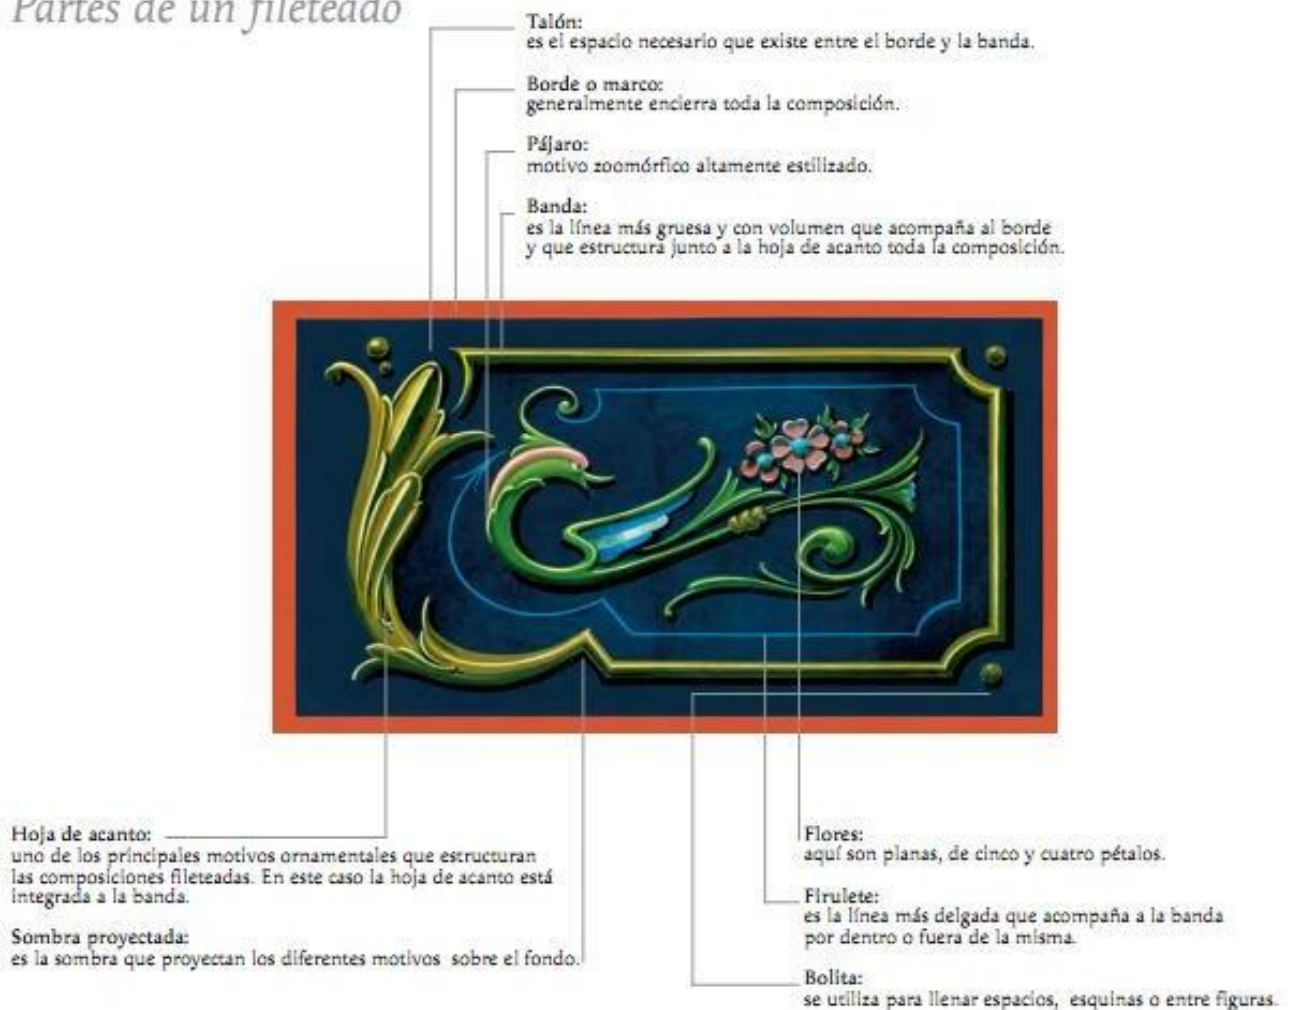 Partes de un fileteado
Talón:
es el espacio necesario que existe entre el borde y la banda.
Borde o marco:
generalmente encierra toda la composición.
Pájaro:
motivo zoomórfico altamente estilizado.
Banda:
es la línea más gruesa y con volumen que acompaña al borde
y que estructura junto a la hoja de acanto toda la composición.
Hoja de acanto:
uno de los principales motivos ornamentales que estructuran
las composiciones fileteadas. En este caso la hoja de acanto está
integrada a la banda.
Sombra proyectada:
es la sombra que proyectan los diferentes motivos sobre el fondo.
Flores:
aquí son planas, de cinco y cuatro pétalos.
Firulete:
es la línea más delgada que acompaña a la banda
por dentro o fuera de la misma.
Bolita:
se utiliza para llenar espacios, esquinas o entre figuras.